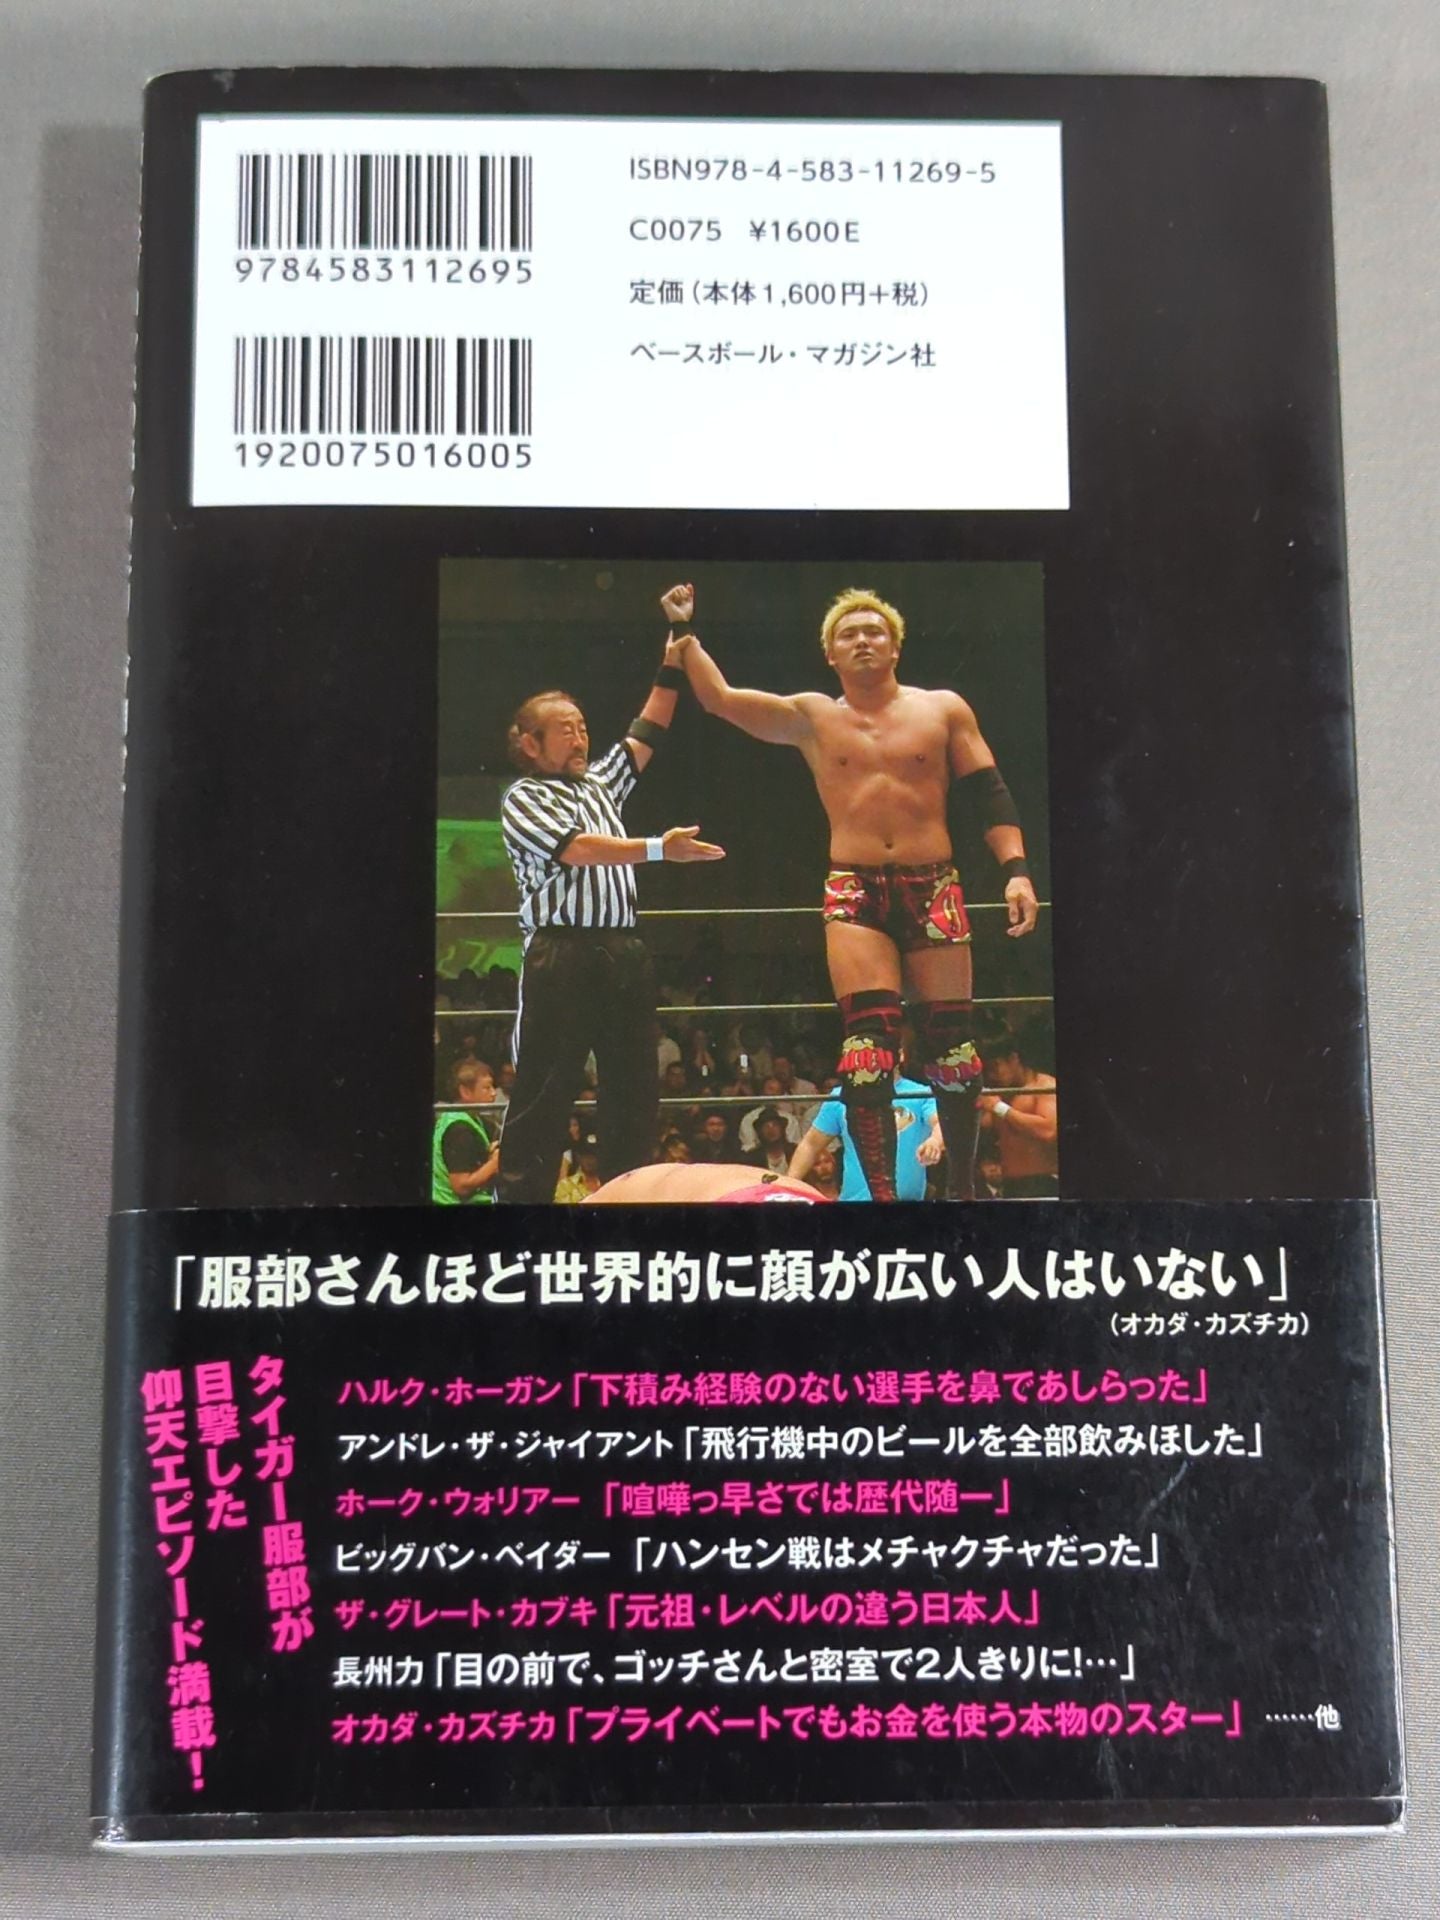 9784583112695
1920075016005
ISBN978-4-583-11269-5
C0075 ¥1600E
定価(本体1,600円+税)
ベースボール・マガジン社
「服部さんほど世界的に顔が広い人はいない」
(オカダ・カズチカ)
タイガー服部が
目撃した
仰天エピソード満載!
ハルク・ホーガン「下積み経験のない選手を鼻であしらった」
アンドレ・ザ・ジャイアント「飛行機中のビールを全部飲みほした」
ホーク・ウォリアー「喧嘩っ早さでは歴代随一」
ビッグバン・ベイダー「ハンセン戦はメチャクチャだった」
ザ・グレート・カブキ「元祖・レベルの違う日本人」
長州力「目の前で、ゴッチさんと密室で2人きりに!…」
オカダ・カズチカ「プライベートでもお金を使う本物のスター」……他